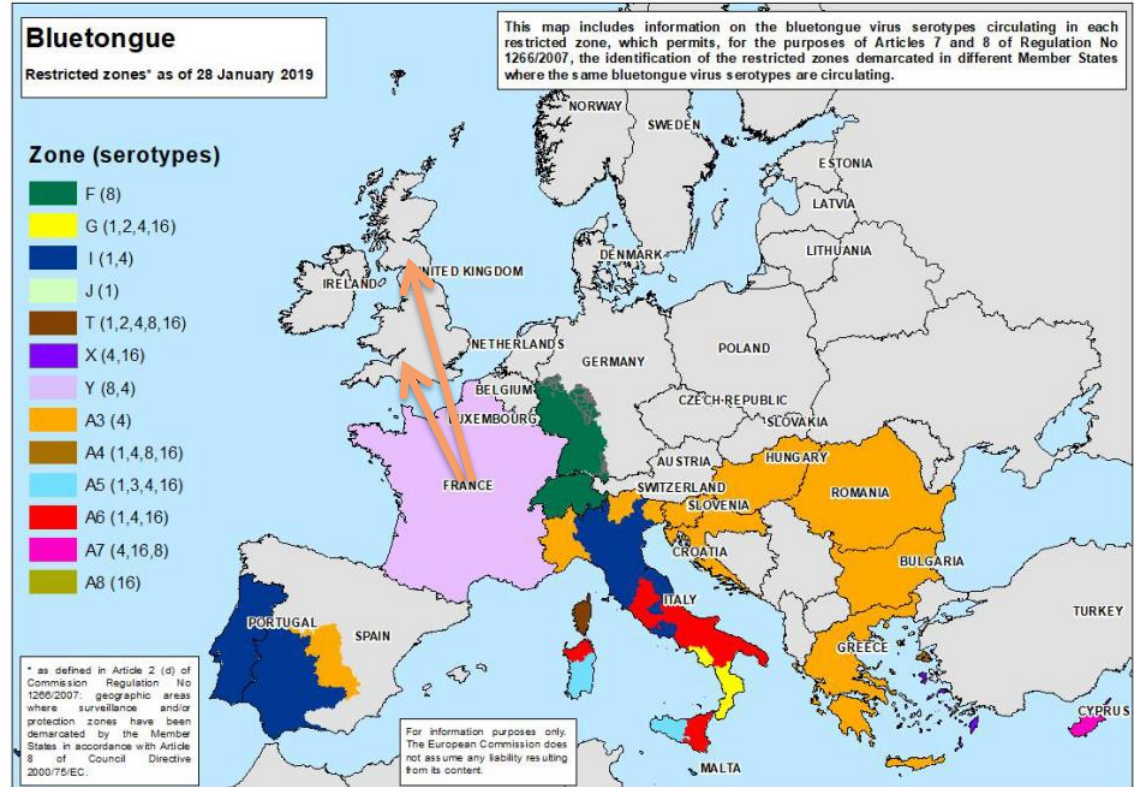 Bluetongue
Restricted zones* as of 28 January 2019
This map includes information on the bluetongue virus serotypes circulating in each
restricted zone, which permits, for the purposes of Articles 7 and 8 of Regulation No
1266/2007, the identification of the restricted zones demarcated in different Member States
where the same bluetongue virus serotypes are circulating.
Zone (serotypes)
F (8)
G (1,2,4,16)
I (1,4)
J (1)
T (1,2,4,8,16)
X (4,16)
Y (8,4)
A3 (4)
A4 (1,4,8,16)
A5 (1,3,4,16)
A6 (1,4,16)
A7 (4,16,8)
A8 (16)
NORWAY
SWEDEN
ESTONIA
LATVIA
LITHUANIA
DENMARK
UNITED KINGDOM
IRELAND
NETHERLANDS
POLAND
GERMANY
BELGIUM
CZECH REPUBLIC
LUXEMBOURG
SLOVAKIA
AUSTRIA
HUNGARY
FRANCE
SWITZERLAND
ROMANIA
SLOVENIA
CROATIA
BULGARIA
ITALY
TURKEY
PORTUGAL
SPAIN
GREECE
CYPRUS
MALTA
* as defined in Article 2 (d) of
Commission Regulation No
1266/2007: geographic areas
where surveillance and/or
protection zones have been
demarcated by the Member
States in accordance with Article
8 of Council Directive
2000/75/EC.
For information purposes only.
The European Commission does
not assume any liability resulting
from its content.